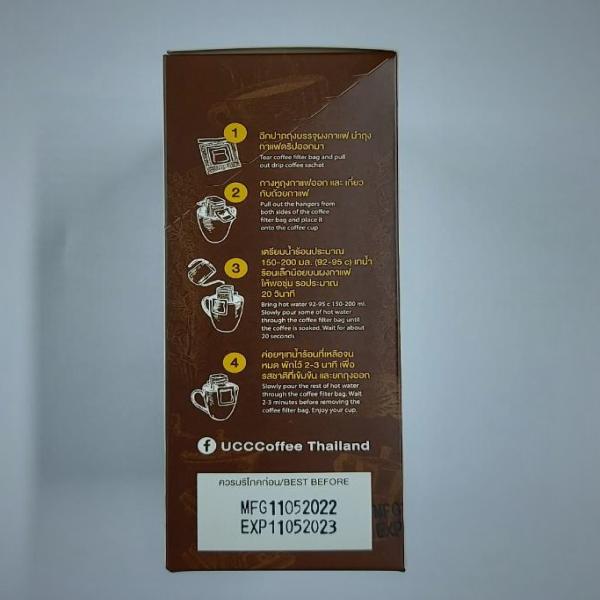 1
ฉีกปากถุงบรรจุผงกาแฟ นำถุง
กาแฟดริปออกมา
Tear coffee filter bag and pull
out drip coffee sachet
2
กางหูถุงกาแฟออก และ เกี่ยว
กับถ้วยกาแฟ
Pull out the hangers from
both sides of the coffee
filter bag and place it
onto the coffee cup
3
เตรียมน้ำร้อนประมาณ
150-200 มล. (92-95 c) เทน้ำ
ร้อนเล็กน้อยบนผงกาแฟ
ให้พอชุ่ม รอประมาณ
20 วินาที
Bring hot water 92-95 c 150-200 ml.
Slowly pour some of hot water
through the coffee filter bag until
the coffee is soaked. Wait for about
20 seconds
4
ค่อยๆเทน้ำร้อนที่เหลือจน
หมด พักไว้ 2-3 นาที เพื่อ
รสชาติที่เข้มข้น และยกถุงออก
Slowly pour the rest of hot water
through the coffee filter bag. Wait
2-3 minutes before removing the
coffee filter bag. Enjoy your cup.
f UCCCoffee Thailand
ควรบริโภคก่อน/BEST BEFORE
MFG11052022
EXP11052023
MFG
EXP